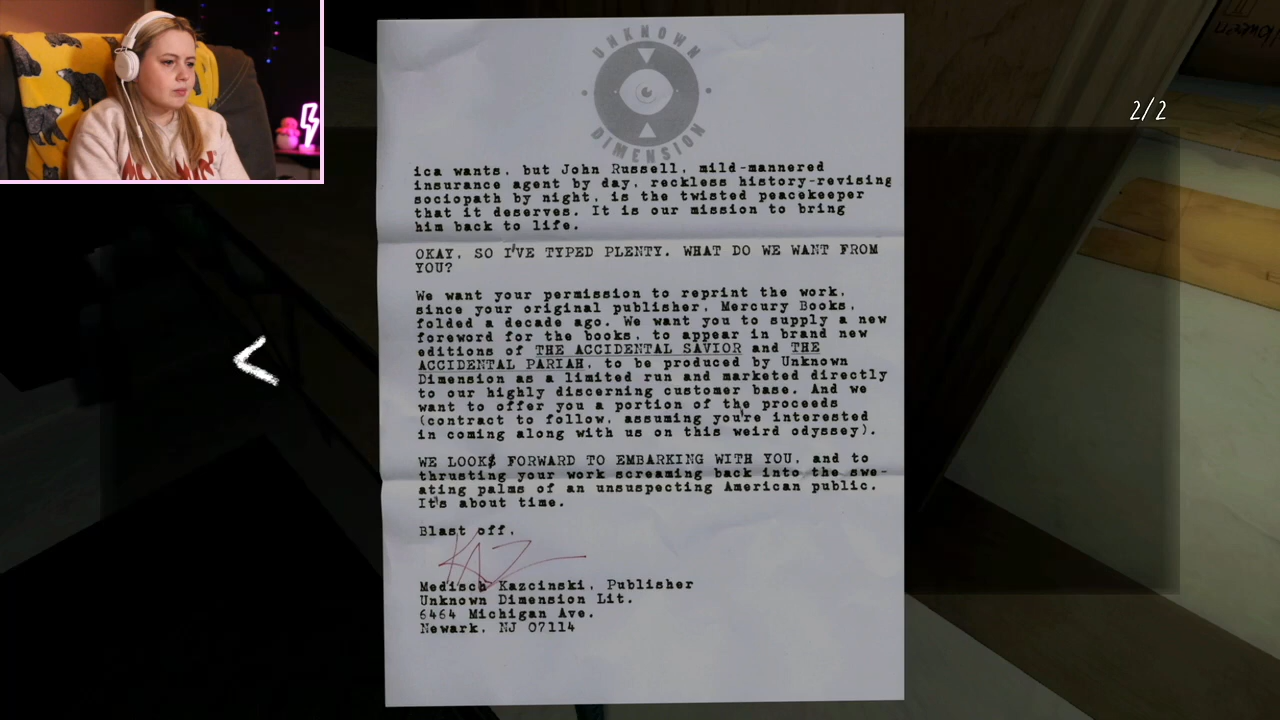 UNKNOWN
DIMENSION
2/2
ica wants, but John Russell, mild-mannered
insurance agent by day, reckless history-revising
sociopath by night, is the twisted peacekeeper
that it deserves. It is our mission to bring
him back to life.
OKAY, SO I'VE TYPED PLENTY. WHAT DO WE WANT FROM
YOU?
We want your permission to reprint the work,
since your original publisher, Mercury Books,
folded a decade ago. We want you to supply a new
foreword for the books, to appear in brand new
editions of THE ACCIDENTAL SAVIOR and THE
ACCIDENTAL PARIAH, to be produced by Unknown
Dimension as a limited run and marketed directly
to our highly discerning customer base. And we
want to offer you a portion of the proceeds
(contract to follow, assuming you're interested
in coming along with us on this weird odyssey).
WE LOOK FORWARD TO EMBARKING WITH YOU, and to
thrusting your work screaming back into the swe-
ating palms of an unsuspecting American public.
It's about time.
Blast off,
KAZ
Medisch Kazcinski, Publisher
Unknown Dimension Lit.
6464 Michigan Ave.
Newark, NJ 07114